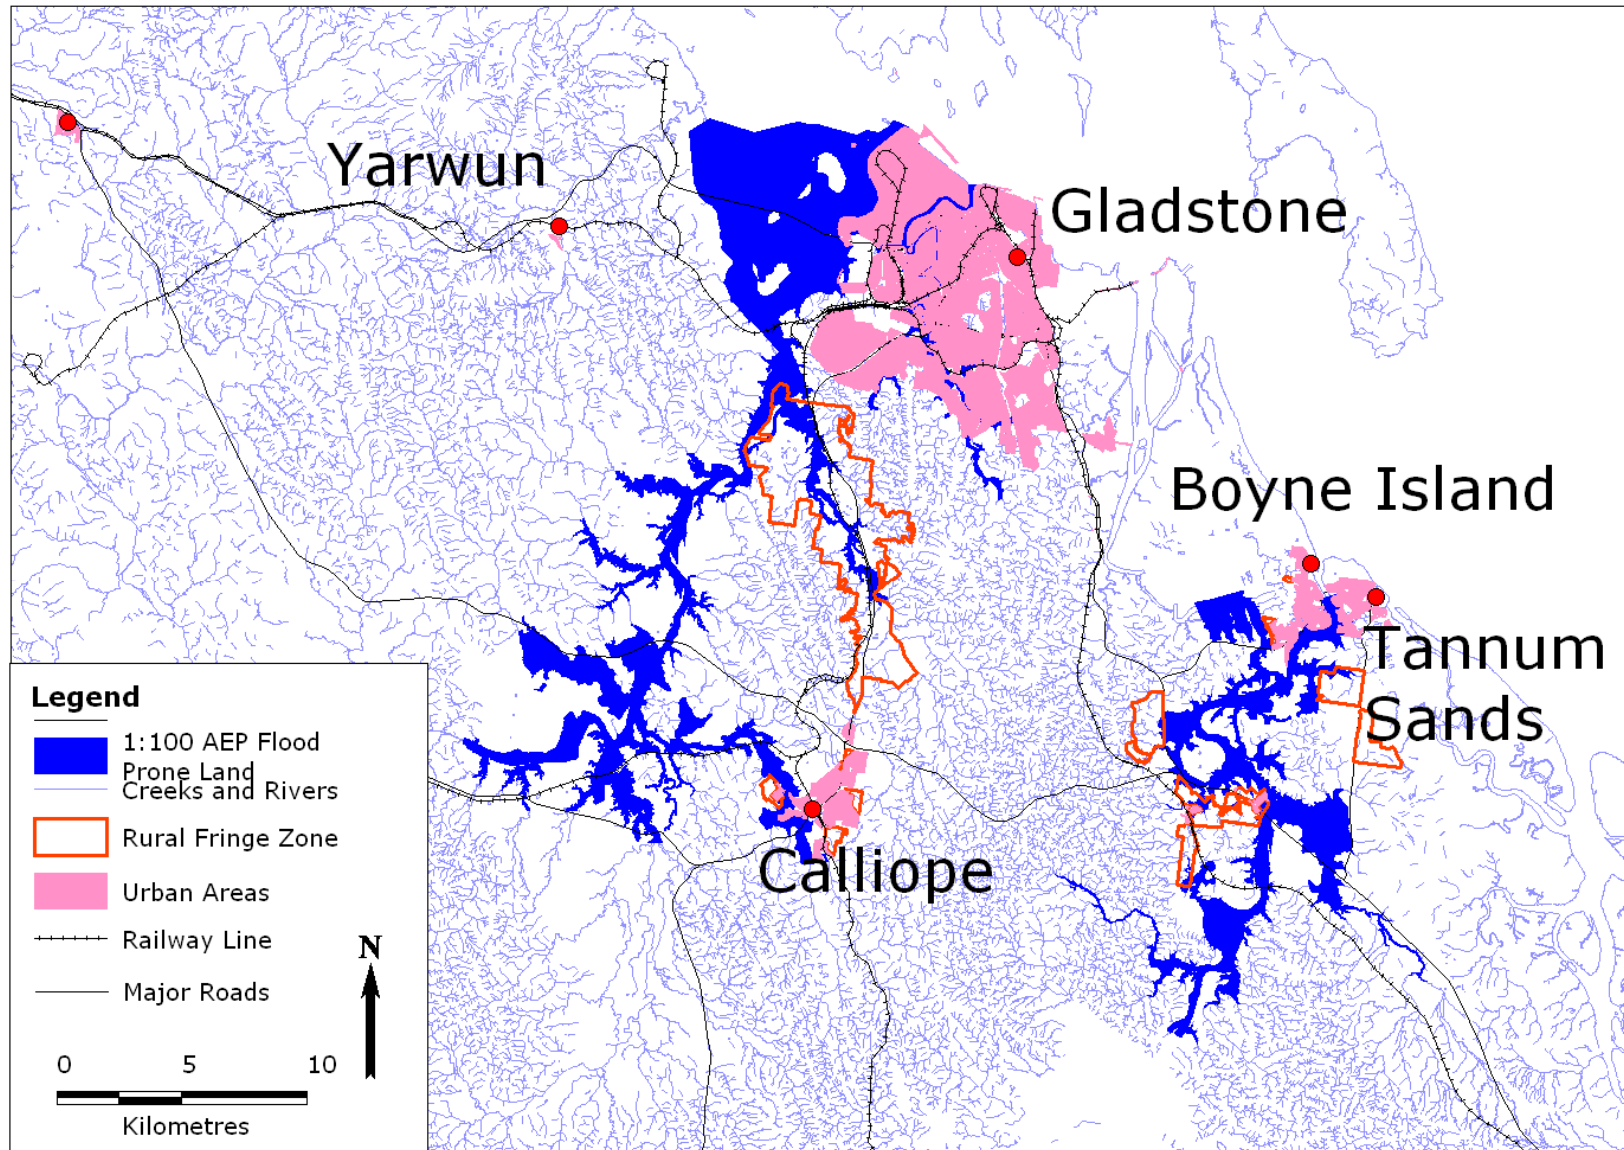 Yarwun
Gladstone
Boyne Island
Tannum
Sands
Calliope
Legend
1:100 AEP Flood
Prone Land
Creeks and Rivers
Rural Fringe Zone
Urban Areas
Railway Line
Major Roads
N
0 5 10
Kilometres